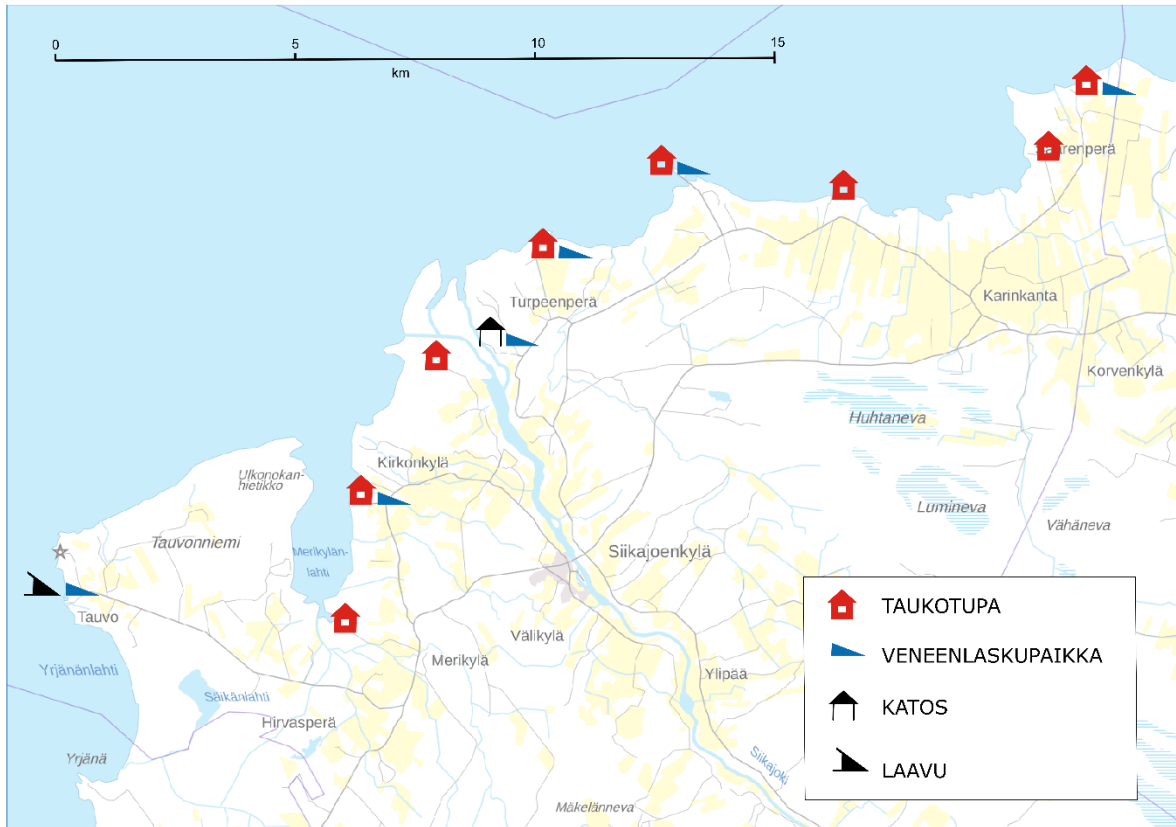 0 5 10 15
km
Säärenperä
Turpeenperä
Karinkanta
Korvenkylä
Huhtaneva
Kirkonkylä
Ulkonokan-
hietikko
Lumineva
Vähäneva
Tauvonniemi
Merikylän-
lahti
Siikajoenkylä
Tauvo
Välikylä
Merikylä
Ylipää
Yrjänänlahti
Säikänlahti
Hirvasperä
Yrjänä
Siikajoki
Mäkelänneva
TAUKOTUPA
VENEENLASKUPAIKKA
KATOS
LAAVU